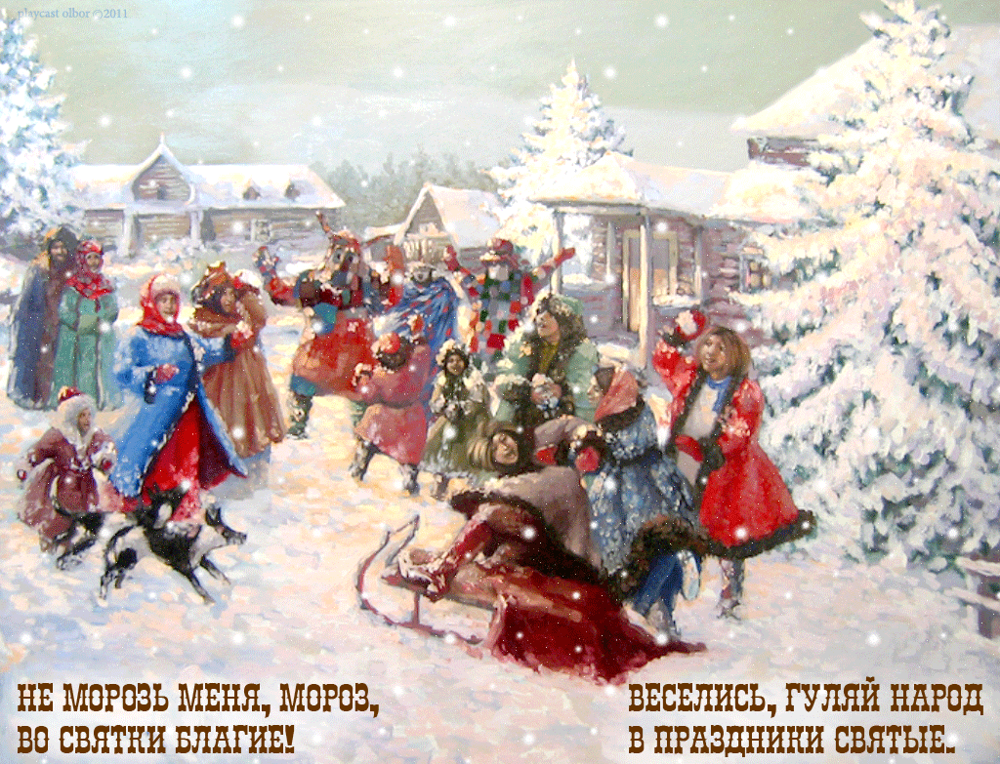 playcast olbor ©2011
НЕ МОРОЗЬ МЕНЯ, МОРОЗ,
ВО СВЯТКИ БЛАГИЕ!
ВЕСЕЛИСЬ, ГУЛЯЙ НАРОД
В ПРАЗДНИКИ СВЯТЫЕ.